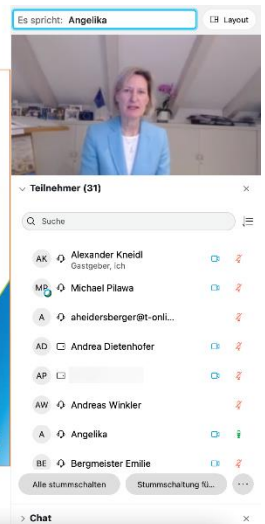 Es spricht: Angelika
Layout
Teilnehmer (31)
Suche
AK Alexander Kneidl
Gastgeber, ich
MP Michael Pilawa
A aheidersberger@t-onli...
AD Andrea Dietenhofer
AP
AW Andreas Winkler
A Angelika
BE Bergmeister Emilie
Alle stummschalten Stummschaltung fü... ...
Chat